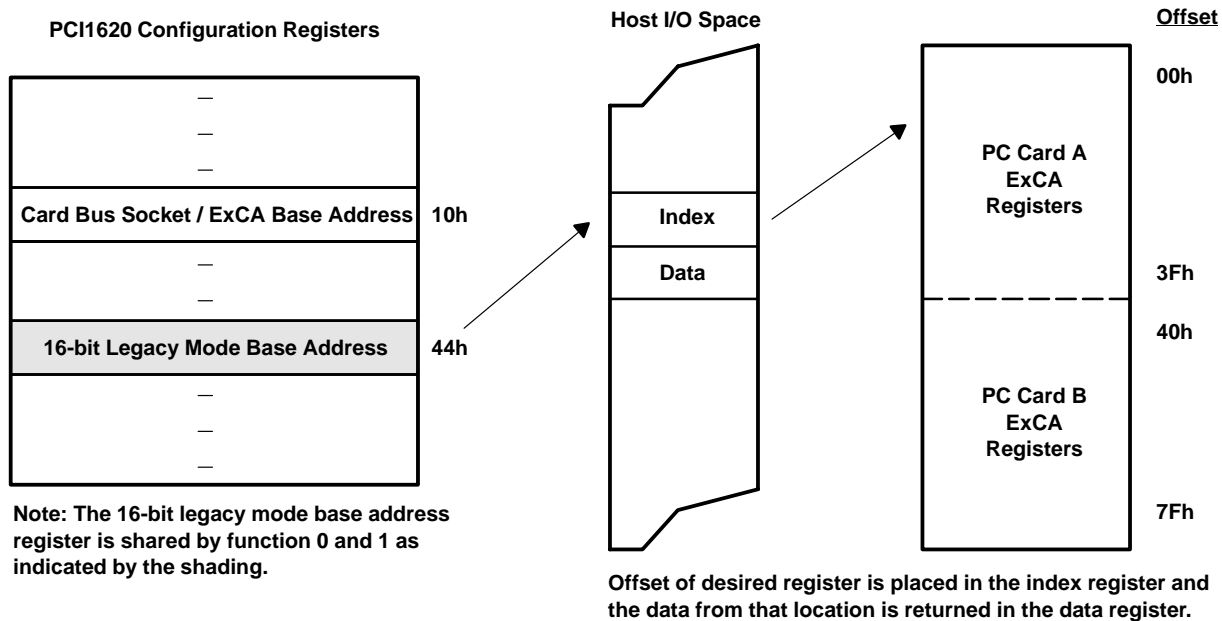 PCI1620 Configuration Registers
–
–
–
Card Bus Socket / ExCA Base Address
10h
–
–
16-bit Legacy Mode Base Address
44h
–
–
–
Note: The 16-bit legacy mode base address
register is shared by function 0 and 1 as
indicated by the shading.
Host I/O Space
Index
Data
Offset
00h
PC Card A
ExCA
Registers
3Fh
40h
PC Card B
ExCA
Registers
7Fh
Offset of desired register is placed in the index register and
the data from that location is returned in the data register.